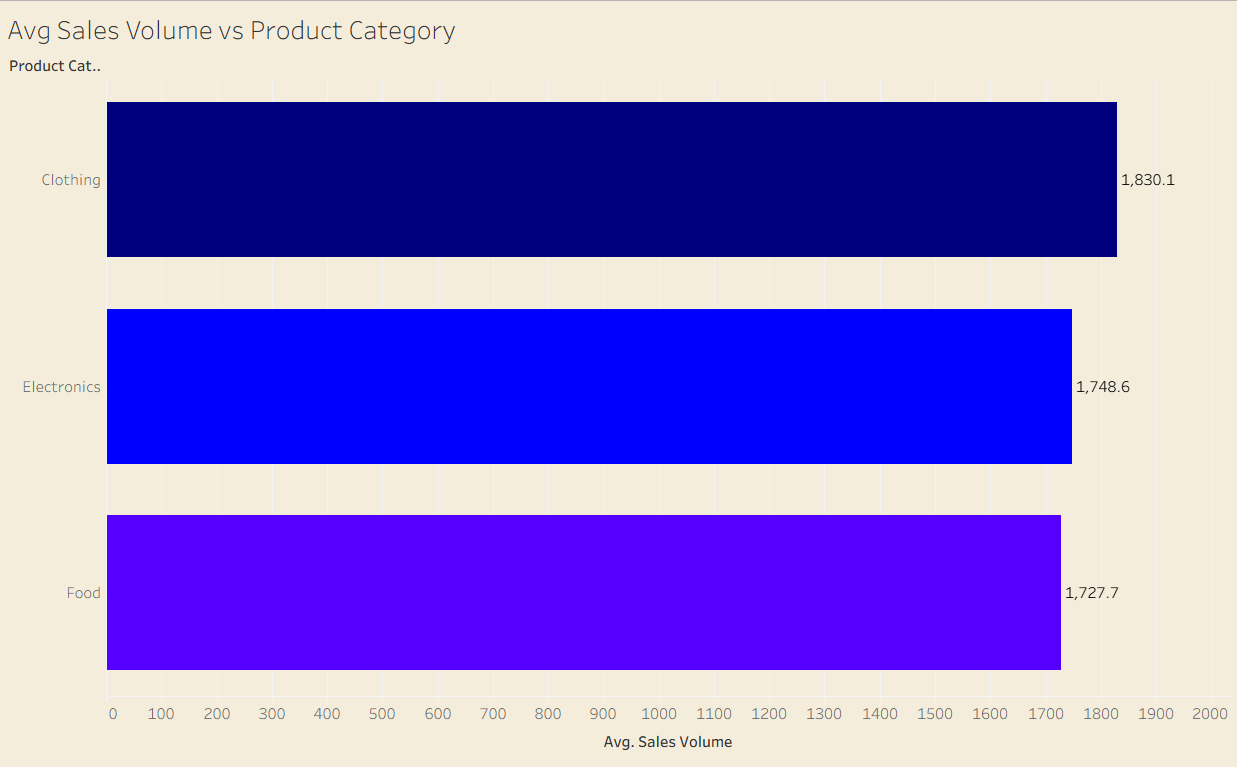 Avg Sales Volume vs Product Category
Product Cat..
Clothing 1,830.1
Electronics 1,748.6
Food 1,727.7
0 100 200 300 400 500 600 700 800 900 1000 1100 1200 1300 1400 1500 1600 1700 1800 1900 2000
Avg. Sales Volume